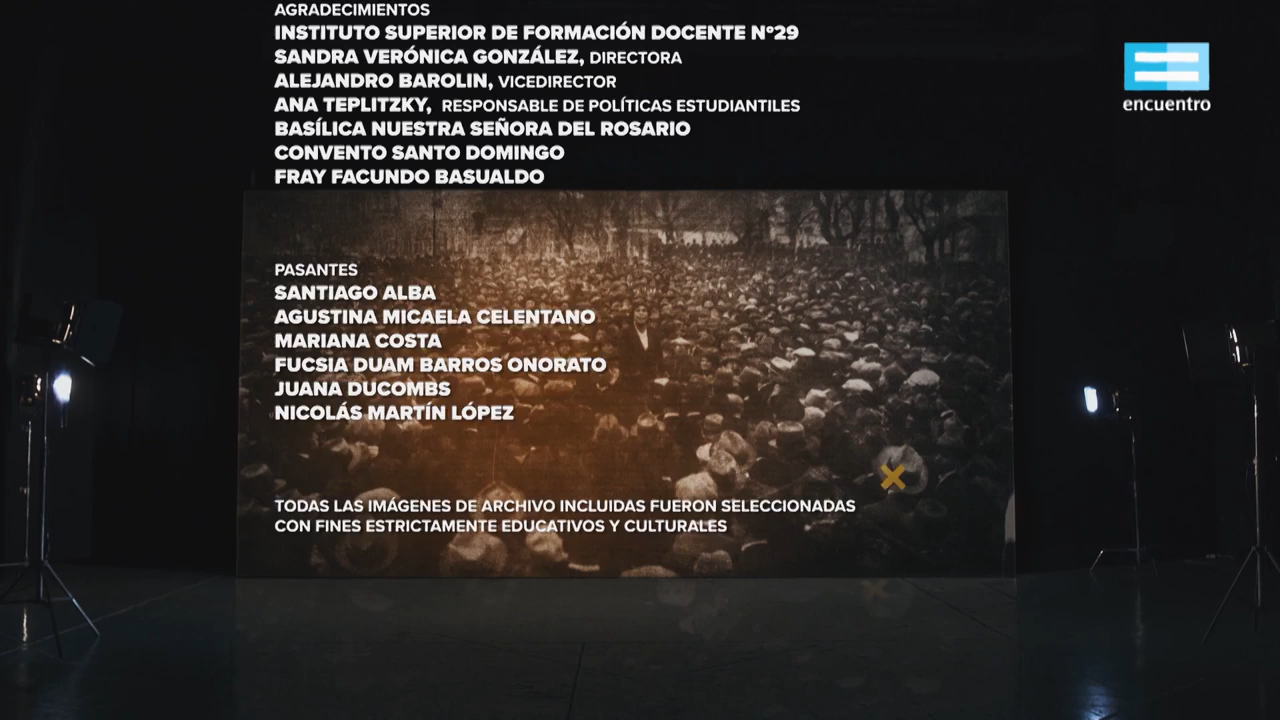 AGRADECIMIENTOS
INSTITUTO SUPERIOR DE FORMACIÓN DOCENTE Nº29
SANDRA VERÓNICA GONZÁLEZ, DIRECTORA
ALEJANDRO BAROLIN, VICEDIRECTOR
ANA TEPLITZKY, RESPONSABLE DE POLÍTICAS ESTUDIANTILES
BASÍLICA NUESTRA SEÑORA DEL ROSARIO
CONVENTO SANTO DOMINGO
FRAY FACUNDO BASUALDO
encuentro
PASANTES
SANTIAGO ALBA
AGUSTINA MICAELA CELENTANO
MARIANA COSTA
FUCSIA DUAM BARROS ONORATO
JUANA DUCOMBS
NICOLÁS MARTÍN LÓPEZ
TODAS LAS IMÁGENES DE ARCHIVO INCLUIDAS FUERON SELECCIONADAS
CON FINES ESTRICTAMENTE EDUCATIVOS Y CULTURALES